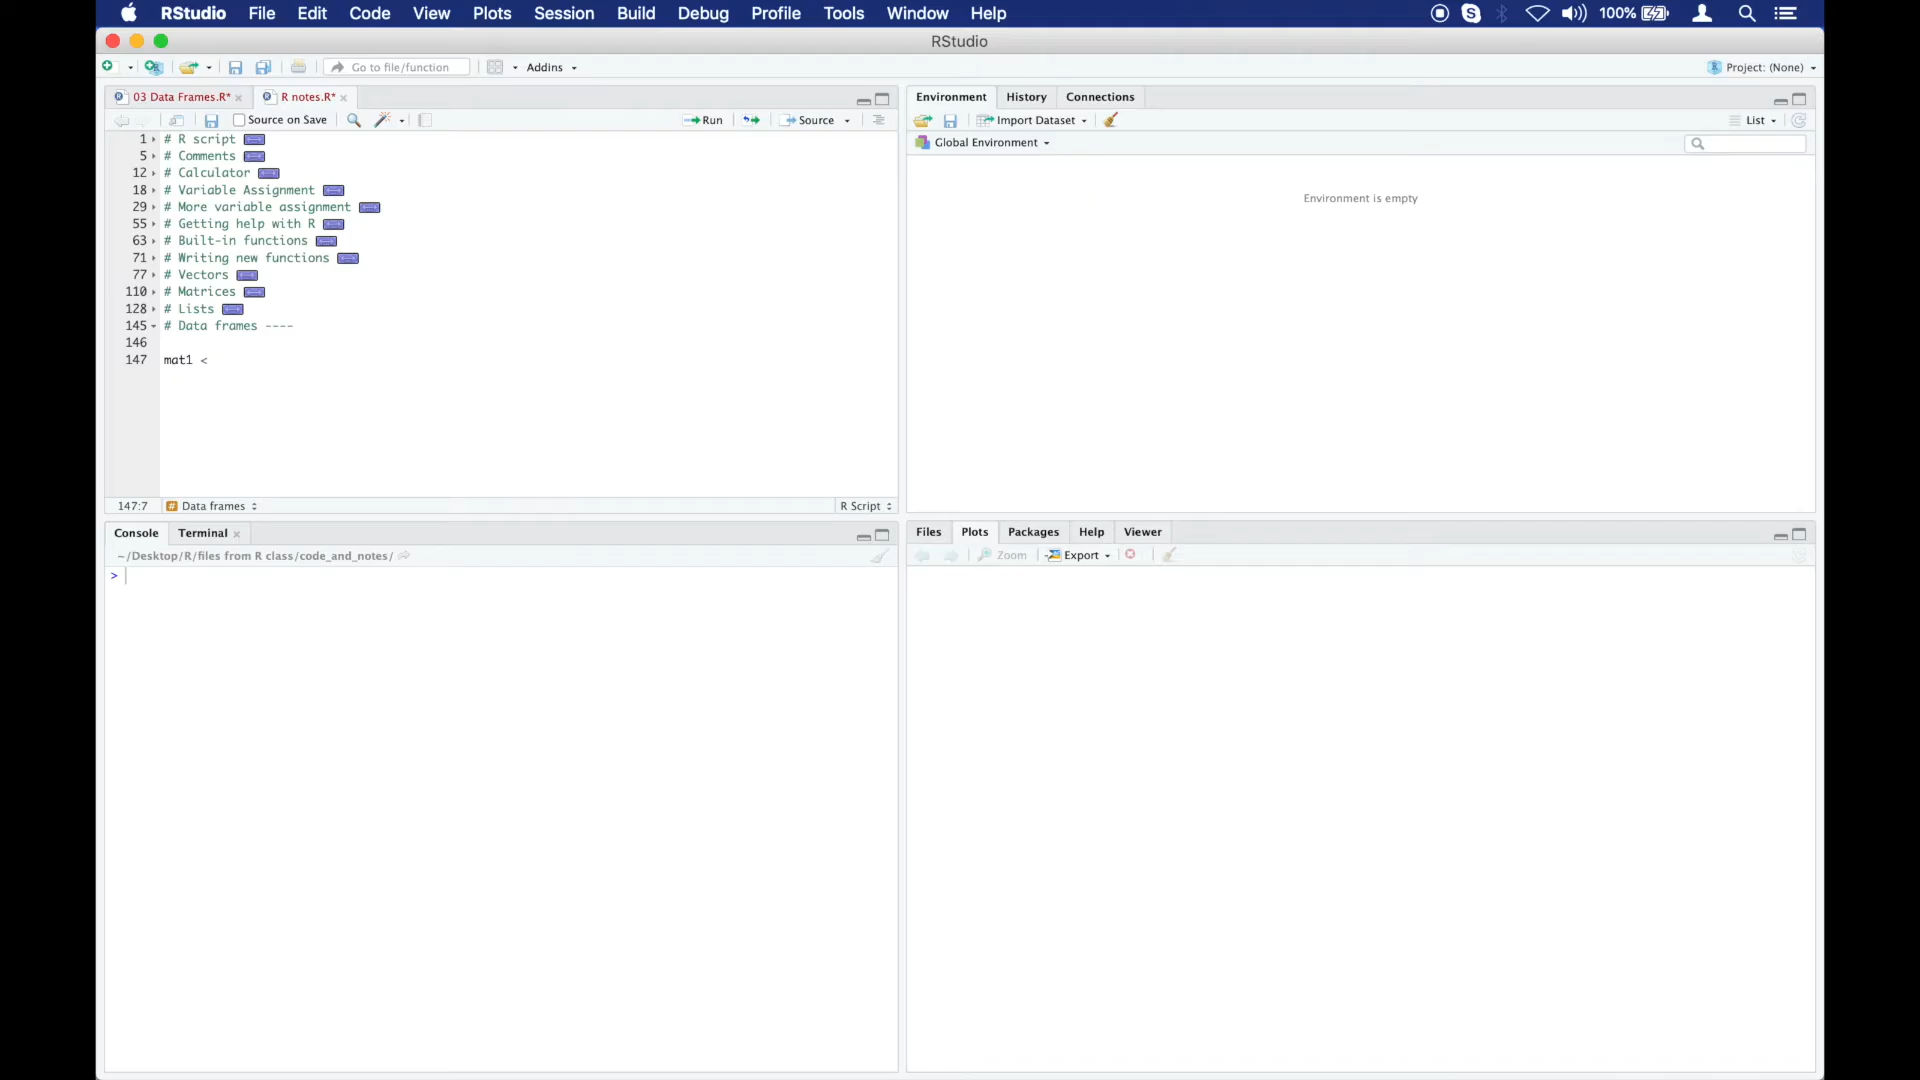 RStudio File Edit Code View Plots Session Build Debug Profile Tools Window Help 100%
RStudio
Go to file/function Addins Project: (None)
03 Data Frames.R* R notes.R*
Source on Save Run Source
1 # R script
5 # Comments
12 # Calculator
18 # Variable Assignment
29 # More variable assignment
55 # Getting help with R
63 # Built-in functions
71 # Writing new functions
77 # Vectors
110 # Matrices
128 # Lists
145 # Data frames ----
146
147 mat1 <
147:7 Data frames R Script
Console Terminal
~/Desktop/R/files from R class/code_and_notes/
>
Environment History Connections
Import Dataset List
Global Environment
Environment is empty
Files Plots Packages Help Viewer
Zoom Export